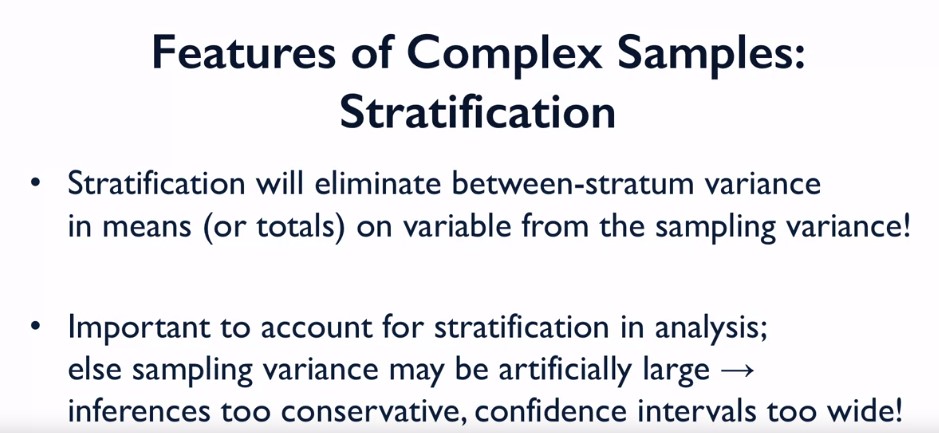 Features of Complex Samples:
Stratification
• Stratification will eliminate between-stratum variance
in means (or totals) on variable from the sampling variance!
• Important to account for stratification in analysis;
else sampling variance may be artificially large →
inferences too conservative, confidence intervals too wide!